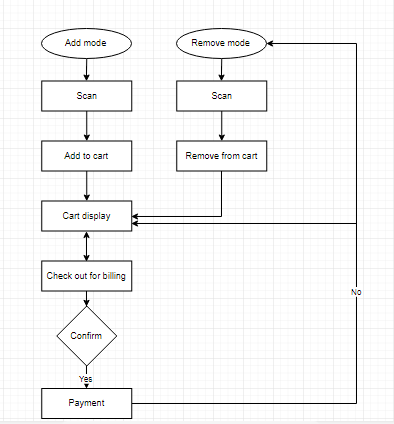 Add mode
Remove mode
Scan
Scan
Add to cart
Remove from cart
Cart display
Check out for billing
No
Confirm
Yes
Payment